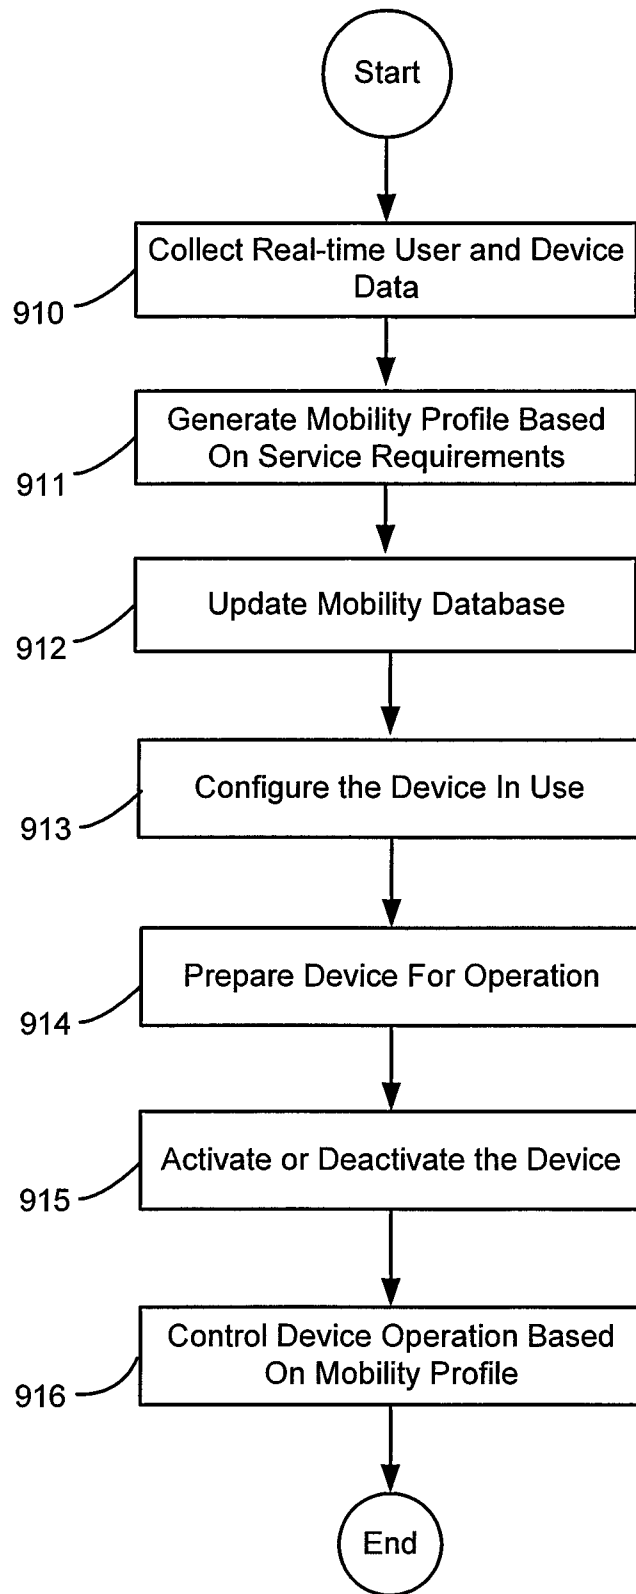 Start
Collect Real-time User and Device
Data
910
Generate Mobility Profile Based
On Service Requirements
911
Update Mobility Database
912
Configure the Device In Use
913
Prepare Device For Operation
914
Activate or Deactivate the Device
915
Control Device Operation Based
On Mobility Profile
916
End